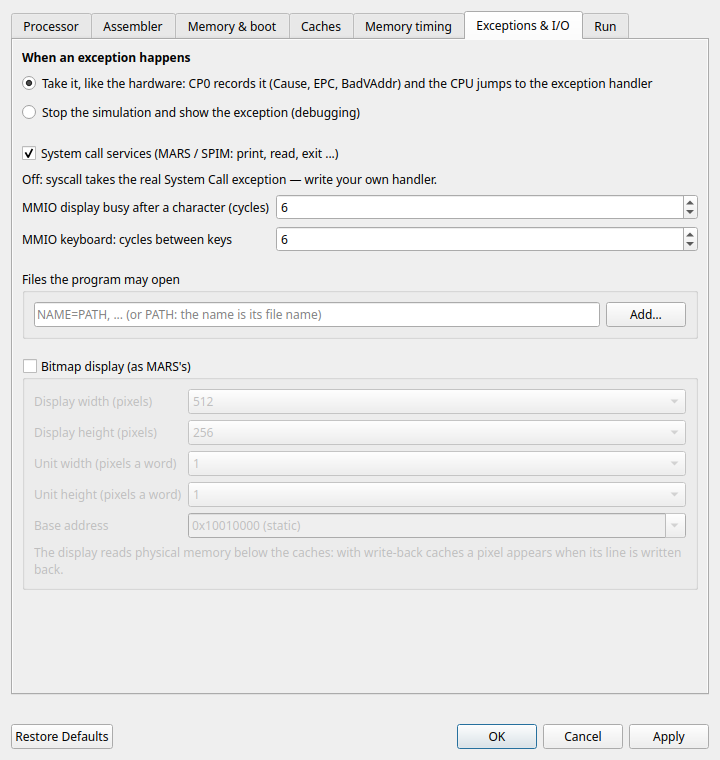 Processor Assembler Memory & boot Caches Memory timing Exceptions & I/O Run
When an exception happens
Take it, like the hardware: CP0 records it (Cause, EPC, BadVAddr) and the CPU jumps to the exception handler
Stop the simulation and show the exception (debugging)
System call services (MARS / SPIM: print, read, exit ...)
Off: syscall takes the real System Call exception — write your own handler.
MMIO display busy after a character (cycles) 6
MMIO keyboard: cycles between keys 6
Files the program may open
NAME=PATH, ... (or PATH: the name is its file name) Add...
Bitmap display (as MARS's)
Display width (pixels) 512
Display height (pixels) 256
Unit width (pixels a word) 1
Unit height (pixels a word) 1
Base address 0x10010000 (static)
The display reads physical memory below the caches: with write-back caches a pixel appears when its line is written
back.
Restore Defaults OK Cancel Apply